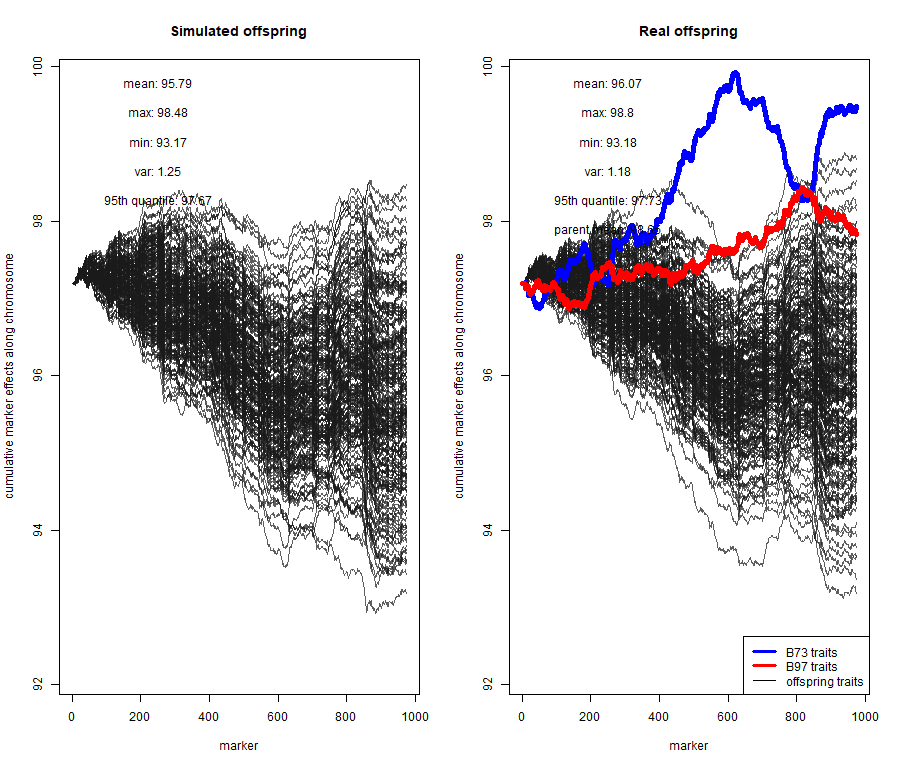 Simulated offspring
mean: 95.79
max: 98.48
min: 93.17
var: 1.25
95th quantile: 97.67
100
98
96
94
92
cumulative marker effects along chromosome
0 200 400 600 800 1000
marker
Real offspring
mean: 96.07
max: 98.8
min: 93.18
var: 1.18
95th quantile: 97.73
parent
100
98
96
94
92
cumulative marker effects along chromosome
B73 traits
B97 traits
offspring traits
0 200 400 600 800 1000
marker